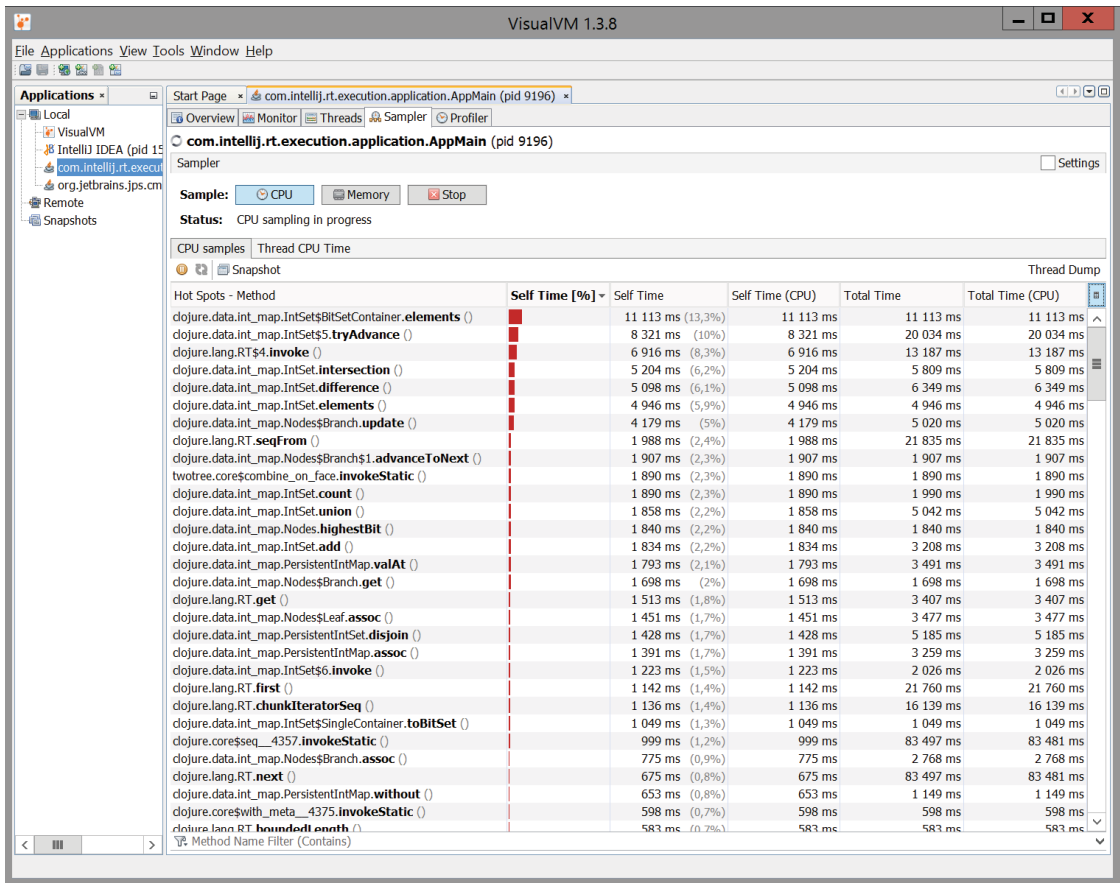 VisualVM 1.3.8
File Applications View Tools Window Help
Applications ×
Start Page × com.intellij.rt.execution.application.AppMain (pid 9196) ×
Local
VisualVM
IntelliJ IDEA (pid 15
com.intellij.rt.execut
org.jetbrains.jps.cm
Remote
Snapshots
Overview Monitor Threads Sampler Profiler
com.intellij.rt.execution.application.AppMain (pid 9196)
Sampler Settings
Sample: CPU Memory Stop
Status: CPU sampling in progress
CPU samples Thread CPU Time
Snapshot Thread Dump
Hot Spots - Method Self Time [%] Self Time Self Time (CPU) Total Time Total Time (CPU)
clojure.data.int_map.IntSet$BitSetContainer.elements () 11 113 ms (13,3%) 11 113 ms 11 113 ms 11 113 ms
clojure.data.int_map.IntSet$5.tryAdvance () 8 321 ms (10%) 8 321 ms 20 034 ms 20 034 ms
clojure.lang.RT$4.invoke () 6 916 ms (8,3%) 6 916 ms 13 187 ms 13 187 ms
clojure.data.int_map.IntSet.intersection () 5 204 ms (6,2%) 5 204 ms 5 809 ms 5 809 ms
clojure.data.int_map.IntSet.difference () 5 098 ms (6,1%) 5 098 ms 6 349 ms 6 349 ms
clojure.data.int_map.IntSet.elements () 4 946 ms (5,9%) 4 946 ms 4 946 ms 4 946 ms
clojure.data.int_map.Nodes$Branch.update () 4 179 ms (5%) 4 179 ms 5 020 ms 5 020 ms
clojure.lang.RT.seqFrom () 1 988 ms (2,4%) 1 988 ms 21 835 ms 21 835 ms
clojure.data.int_map.Nodes$Branch$1.advanceToNext () 1 907 ms (2,3%) 1 907 ms 1 907 ms 1 907 ms
twotree.core$combine_on_face.invokeStatic () 1 890 ms (2,3%) 1 890 ms 1 890 ms 1 890 ms
clojure.data.int_map.IntSet.count () 1 890 ms (2,3%) 1 890 ms 1 990 ms 1 990 ms
clojure.data.int_map.IntSet.union () 1 858 ms (2,2%) 1 858 ms 5 042 ms 5 042 ms
clojure.data.int_map.Nodes.highestBit () 1 840 ms (2,2%) 1 840 ms 1 840 ms 1 840 ms
clojure.data.int_map.IntSet.add () 1 834 ms (2,2%) 1 834 ms 3 208 ms 3 208 ms
clojure.data.int_map.PersistentIntMap.valAt () 1 793 ms (2,1%) 1 793 ms 3 491 ms 3 491 ms
clojure.data.int_map.Nodes$Branch.get () 1 698 ms (2%) 1 698 ms 1 698 ms 1 698 ms
clojure.lang.RT.get () 1 513 ms (1,8%) 1 513 ms 3 407 ms 3 407 ms
clojure.data.int_map.Nodes$Leaf.assoc () 1 451 ms (1,7%) 1 451 ms 3 477 ms 3 477 ms
clojure.data.int_map.PersistentIntSet.disjoin () 1 428 ms (1,7%) 1 428 ms 5 185 ms 5 185 ms
clojure.data.int_map.PersistentIntMap.assoc () 1 391 ms (1,7%) 1 391 ms 3 259 ms 3 259 ms
clojure.data.int_map.IntSet$6.invoke () 1 223 ms (1,5%) 1 223 ms 2 026 ms 2 026 ms
clojure.lang.RT.first () 1 142 ms (1,4%) 1 142 ms 21 760 ms 21 760 ms
clojure.lang.RT.chunkIteratorSeq () 1 136 ms (1,4%) 1 136 ms 16 139 ms 16 139 ms
clojure.data.int_map.IntSet$SingleContainer.toBitSet () 1 049 ms (1,3%) 1 049 ms 1 049 ms 1 049 ms
clojure.core$seq__4357.invokeStatic () 999 ms (1,2%) 999 ms 83 497 ms 83 481 ms
clojure.data.int_map.Nodes$Branch.assoc () 775 ms (0,9%) 775 ms 2 768 ms 2 768 ms
clojure.lang.RT.next () 675 ms (0,8%) 675 ms 83 497 ms 83 481 ms
clojure.data.int_map.PersistentIntMap.without () 653 ms (0,8%) 653 ms 1 149 ms 1 149 ms
clojure.core$with_meta__4375.invokeStatic () 598 ms (0,7%) 598 ms 598 ms 598 ms
clojure.lang.RT.boundedLength () 583 ms (0,7%) 583 ms 583 ms 583 ms
Method Name Filter (Contains)